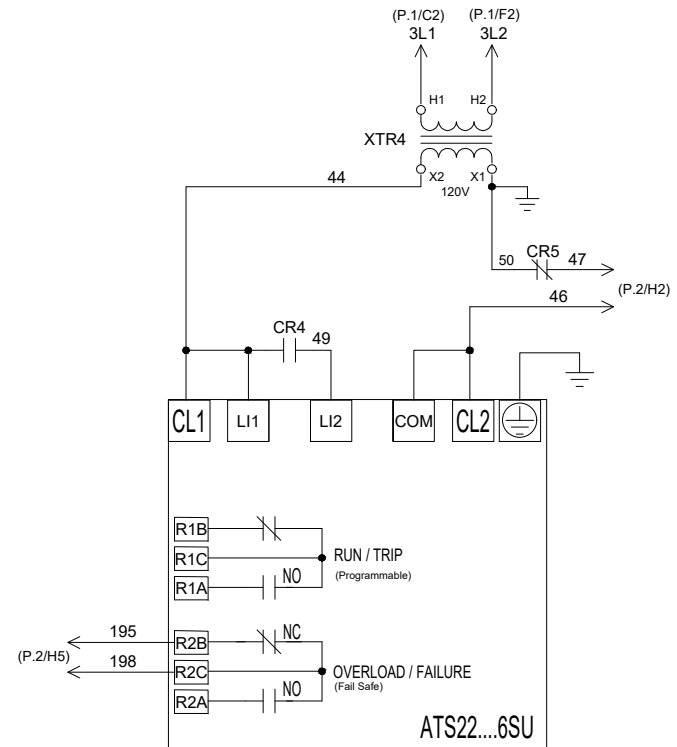 (P.1/C2) (P.1/F2)
3L1 3L2
H1 H2
XTR4
X2 X1
120V
44
50 CR5 47
(P.2/H2)
46
CR4
49
CL1 LI1 LI2 COM CL2
R1B
R1C RUN / TRIP
(Programmable)
R1A NO
195 R2B NC
(P.2/H5)
198 R2C OVERLOAD / FAILURE
(Fail Safe)
R2A NO
ATS22....6SU